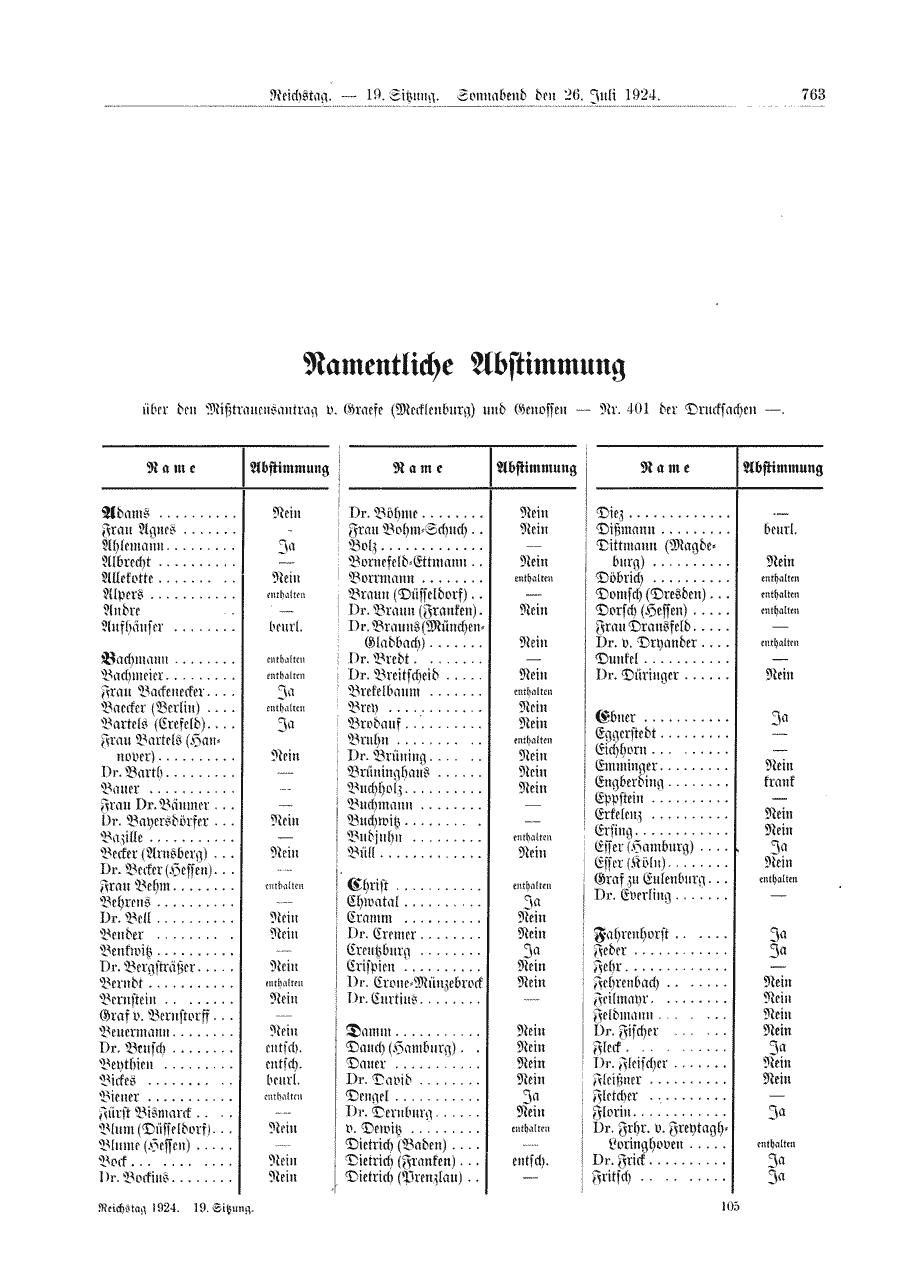 Reichstag. — 19. Sitzung. Sonnabend den 26. Juli 1924. 763
Namentliche Abstimmung
über den Mißtrauensantrag v. Graefe (Mecklenburg) und Genossen — Nr. 401 der Drucksachen —.
Name Abstimmung
Adams .......... Nein
Frau Agnes ....... -
Ahlemann......... Ja
Albrecht .......... —
Allekotte ....... .. Nein
Alpers ........... enthalten
Andre .. —
Aufhäuser ........ beurl.
Bachmann ........ enthalten
Bachmeier......... enthalten
Frau Backenecker.... Ja
Baecker (Berlin) .... enthalten
Bartels (Crefeld).... Ja
Frau Bartels (Han-
nover).......... Nein
Dr. Barth......... —
Bauer ........... —
Frau Dr. Bäumer ... —
Dr. Bayersdörfer ... Nein
Bazille ........... —
Becker (Arnsberg) ... Nein
Dr. Becker (Hessen)... —
Frau Behm........ enthalten
Behrens .......... —
Dr. Bell .......... Nein
Bender ........ . Nein
Benkwitz.......... —
Dr. Bergsträßer..... Nein
Berndt ........... enthalten
Bernstein .. ...... Nein
Graf v. Bernstorff ... —
Beuermann........ Nein
Dr. Beusch ........ entsch.
Beythien ......... entsch.
Bickes ........ .. beurl.
Biener ........... enthalten
Fürst Bismarck .. .. —
Blum (Düsseldorf)... Nein
Blume (Hessen) ..... —
Bock... .... .... Nein
Dr. Bockius........ Nein
Name Abstimmung
Dr. Böhme........ Nein
Frau Bohm-Schuch .. Nein
Bolz............. —
Bornefeld-Ettmann .. Nein
Borrmann ........ enthalten
Braun (Düsseldorf) .. —
Dr. Braun (Franken). Nein
Dr. Brauns(München-
Gladbach)....... Nein
Dr. Bredt. ....... —
Dr. Breitscheid ..... Nein
Brekelbaum ....... enthalten
Brey ............ Nein
Brodauf.......... Nein
Bruhn ........ .. enthalten
Dr. Brüning.... .. Nein
Brüninghaus ...... Nein
Buchholz.......... Nein
Buchmann ........ —
Buchwitz........ . —
Budjuhn ......... enthalten
Büll............. Nein
Christ ........... enthalten
Chwatal .......... Ja
Cramm .......... Nein
Dr. Cremer........ Nein
Creutzburg ........ Ja
Crispien .......... Nein
Dr. Crone-Münzebrock Nein
Dr. Curtius........ —
Damm........... Nein
Dauch (Hamburg) . . Nein
Dauer ........... Nein
Dr. David ........ Nein
Dengel ........... Ja
Dr. Dernburg...... Nein
v. Dewitz ......... enthalten
Dietrich (Baden) .... —
Dietrich (Franken) ... entsch.
Dietrich (Prenzlau) .. —
Name Abstimmung
Diez ............. —
Dißmann ......... beurl.
Dittmann (Magde-
burg) .......... Nein
Döbrich .......... enthalten
Domsch (Dresden) ... enthalten
Dorsch (Hessen) ..... enthalten
Frau Dransfeld..... —
Dr. v. Dryander .... enthalten
Dunkel ........... —
Dr. Düringer ...... Nein
Ebner ........... Ja
Eggerstedt......... —
Eichhorn ... ...... —
Emminger......... Nein
Engberding ........ krank
Eppstein .......... —
Erkelenz .......... Nein
Ersing............ Nein
Esser (Hamburg) .... Ja
Esser (Köln)........ Nein
Graf zu Eulenburg... enthalten
Dr. Everling ....... —
Fahrenhorst .. .... Ja
Feder ........... Ja
Fehr............. —
Fehrenbach .. ..... Nein
Feilmayr. ........ Nein
Feldmann ... . ... Nein
Dr. Fischer ... ... Nein
Fleck . .. . ...... Ja
Dr. Fleischer ....... Nein
Fleißner .......... Nein
Fletcher .......... —
Florin............ Ja
Dr. Frhr. v. Freytagh-
Loringhoven ..... enthalten
Dr. Frick.......... Ja
Fritsch .. .. ..... Ja
Reichstag 1924. 19. Sitzung. 105